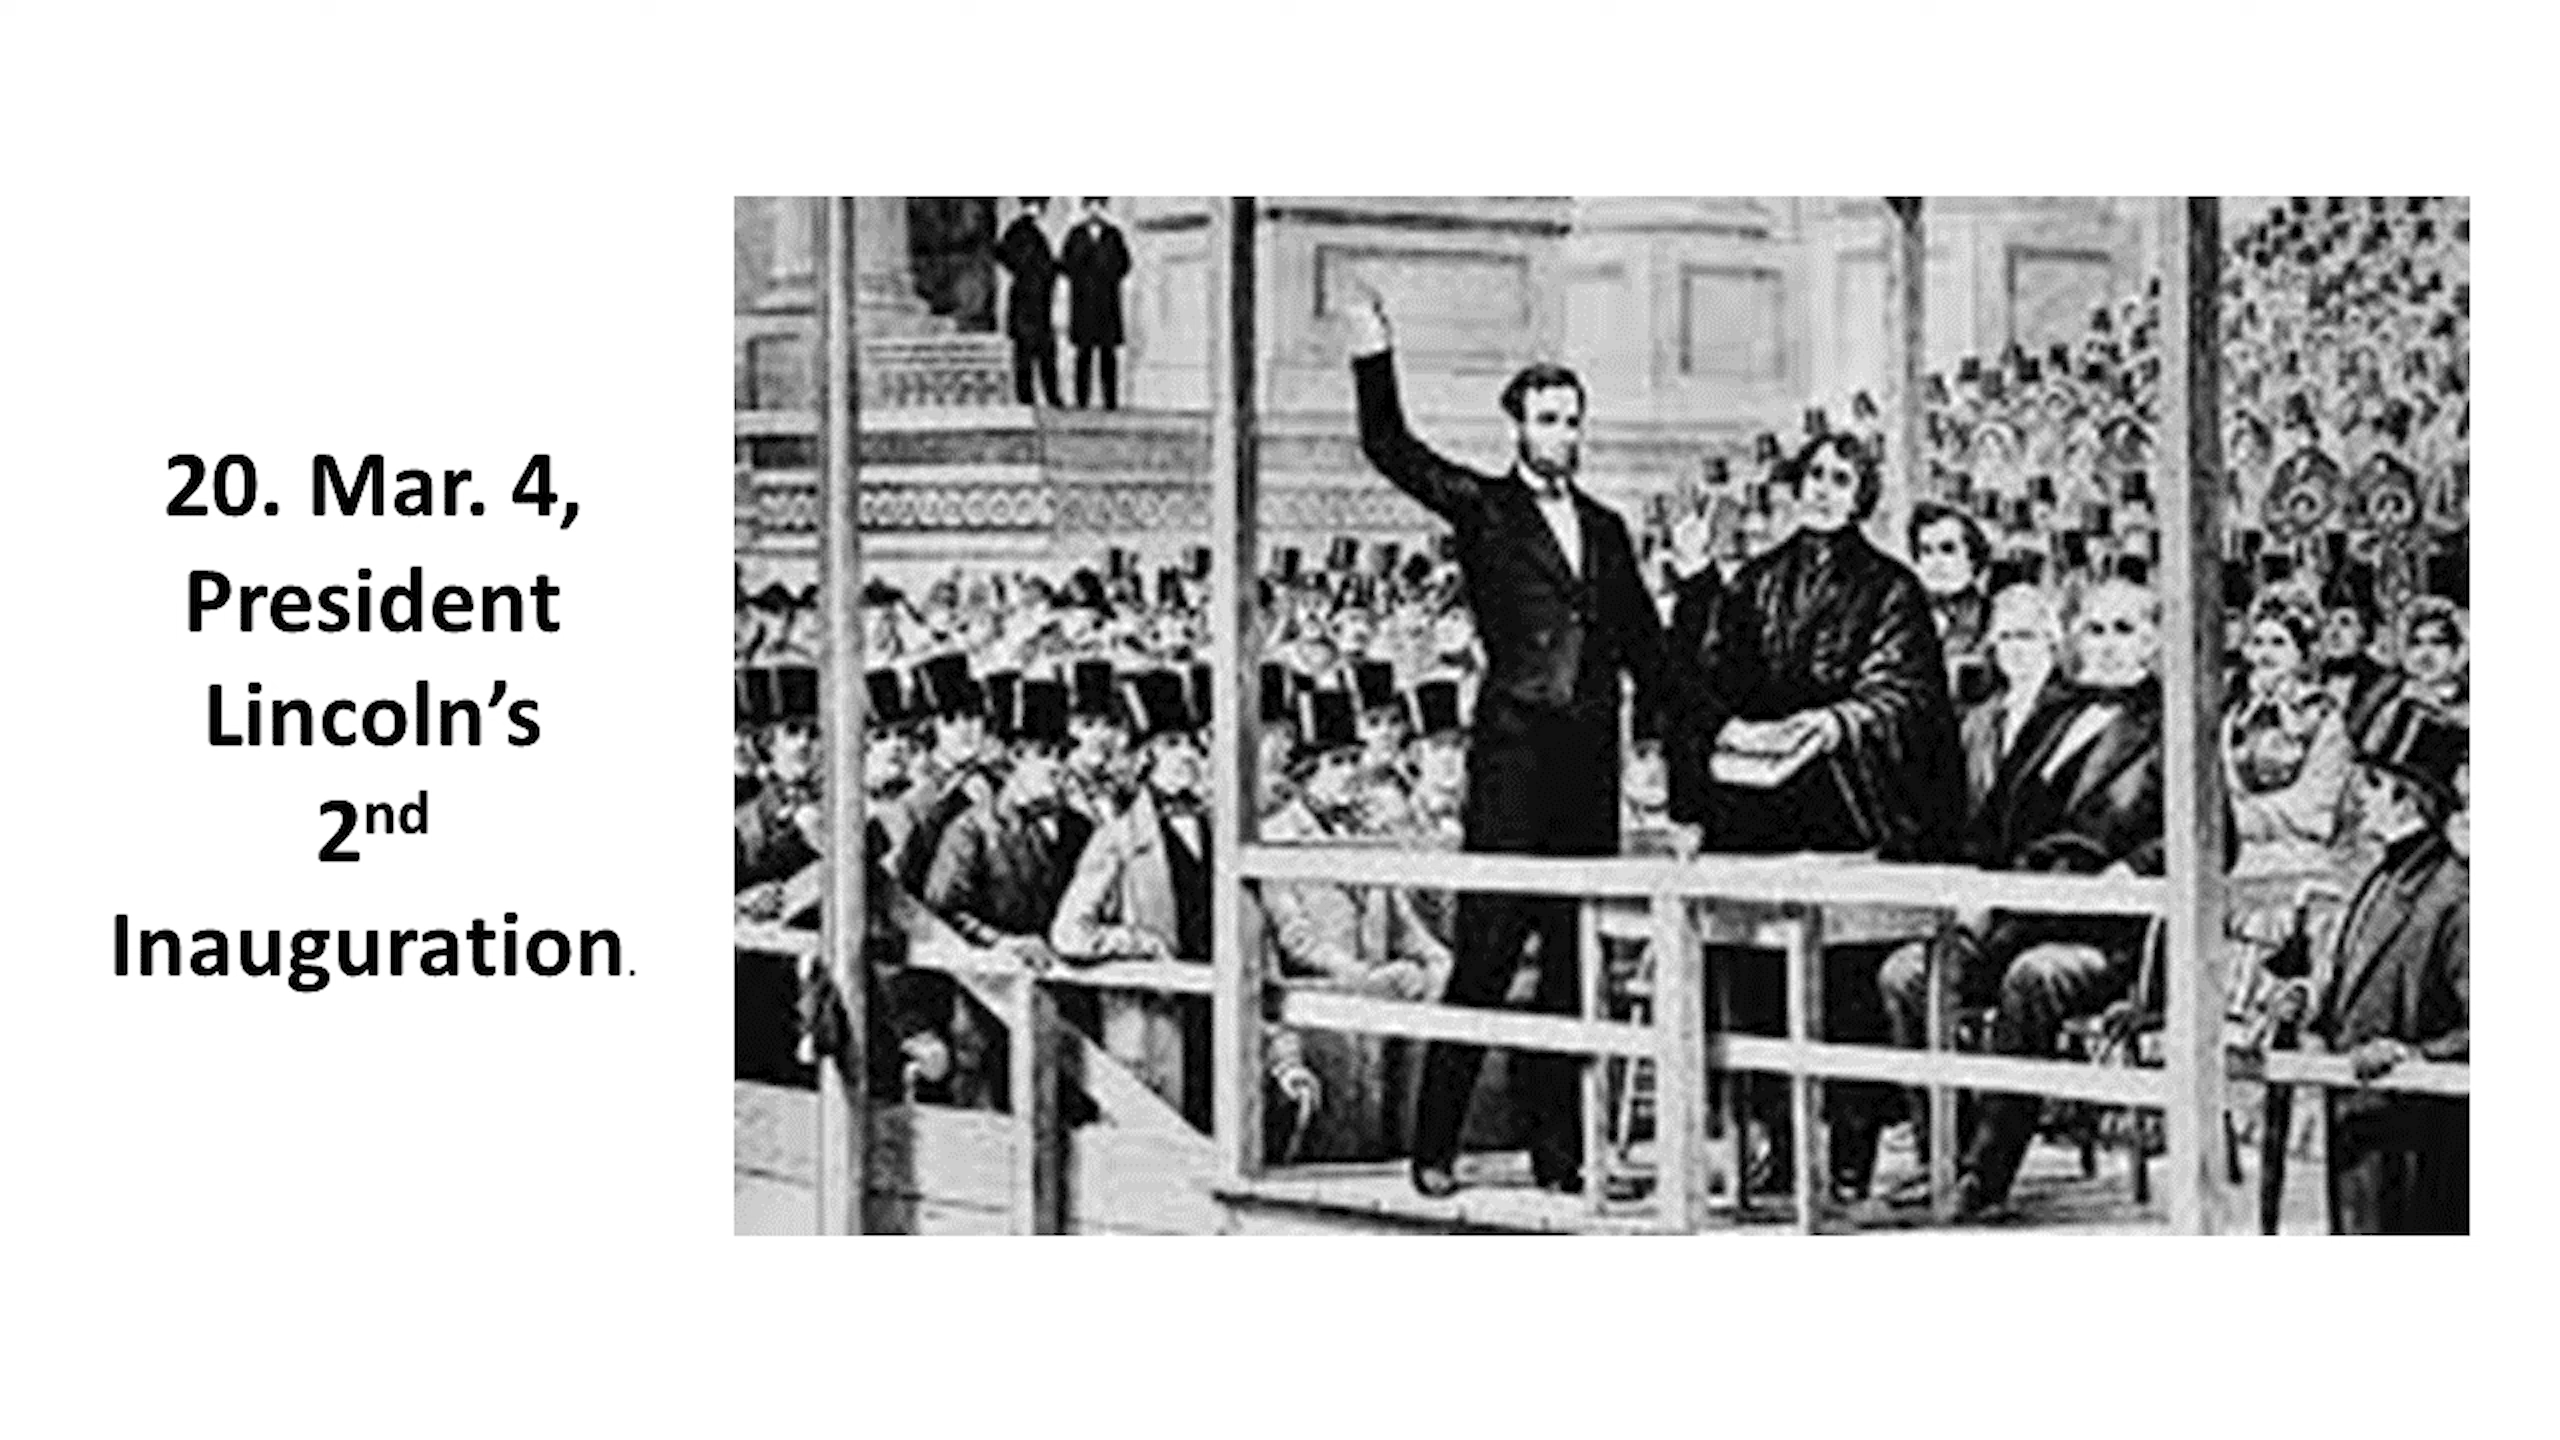 20. Mar. 4,
President
Lincoln’s
2nd
Inauguration.